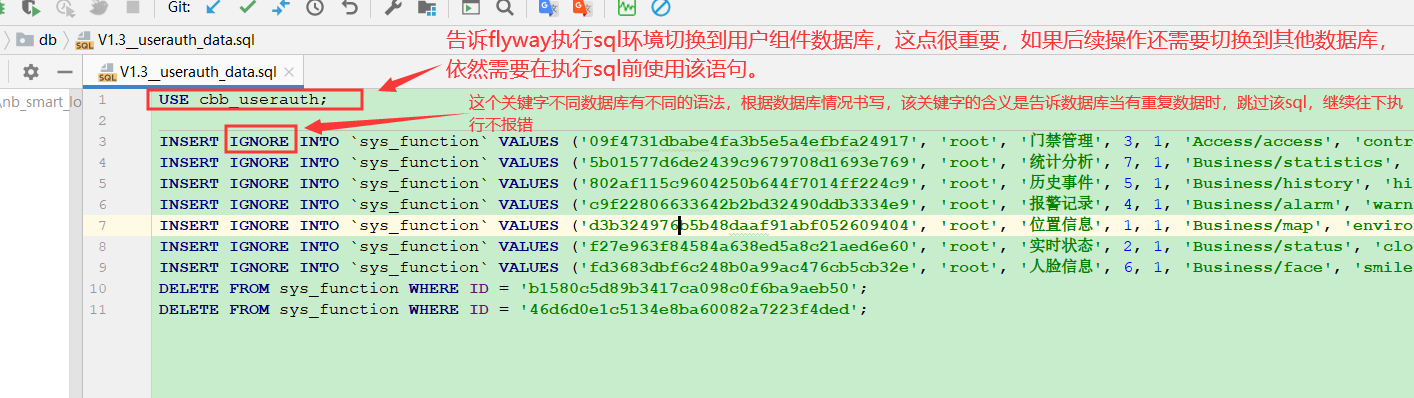 Git:
db
V1.3__userauth_data.sql
告诉flyway执行sql环境切换到用户组件数据库，这点很重要，如果后续操作还需要切换到其他数据库，
依然需要在执行sql前使用该语句。
V1.3__userauth_data.sql
\nb_smart_lo
1 USE cbb_userauth;
这个关键字不同数据库有不同的语法，根据数据库情况书写，该关键字的含义是告诉数据库当有重复数据时，跳过该sql，继续往下执
行不报错
2
3 INSERT IGNORE INTO `sys_function` VALUES ('09f4731dbabe4fa3b5e5a4efbfa24917', 'root', '门禁管理', 3, 1, 'Access/access', 'contr
4 INSERT IGNORE INTO `sys_function` VALUES ('5b01577d6de2439c9679708d1693e769', 'root', '统计分析', 7, 1, 'Business/statistics',
5 INSERT IGNORE INTO `sys_function` VALUES ('802af115c9604250b644f7014ff224c9', 'root', '历史事件', 5, 1, 'Business/history', 'hi
6 INSERT IGNORE INTO `sys_function` VALUES ('c9f22806633642b2bd32490ddb3334e9', 'root', '报警记录', 4, 1, 'Business/alarm', 'warn
7 INSERT IGNORE INTO `sys_function` VALUES ('d3b324976b5b48daaf91abf052609404', 'root', '位置信息', 1, 1, 'Business/map', 'enviro
8 INSERT IGNORE INTO `sys_function` VALUES ('f27e963f84584a638ed5a8c21aed6e60', 'root', '实时状态', 2, 1, 'Business/status', 'clo
9 INSERT IGNORE INTO `sys_function` VALUES ('fd3683dbf6c248b0a99ac476cb5cb32e', 'root', '人脸信息', 6, 1, 'Business/face', 'smile
10 DELETE FROM sys_function WHERE ID = 'b1580c5d89b3417ca098c0f6ba9aeb50';
11 DELETE FROM sys_function WHERE ID = '46d6d0e1c5134e8ba60082a7223f4ded';